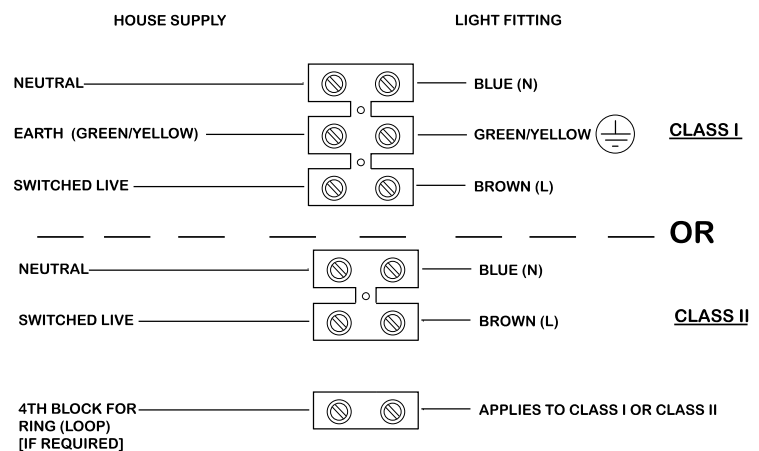 HOUSE SUPPLY LIGHT FITTING
NEUTRAL BLUE (N)
EARTH (GREEN/YELLOW) GREEN/YELLOW CLASS I
SWITCHED LIVE BROWN (L)
OR
NEUTRAL BLUE (N)
SWITCHED LIVE BROWN (L) CLASS II
4TH BLOCK FOR APPLIES TO CLASS I OR CLASS II
RING (LOOP)
[IF REQUIRED]